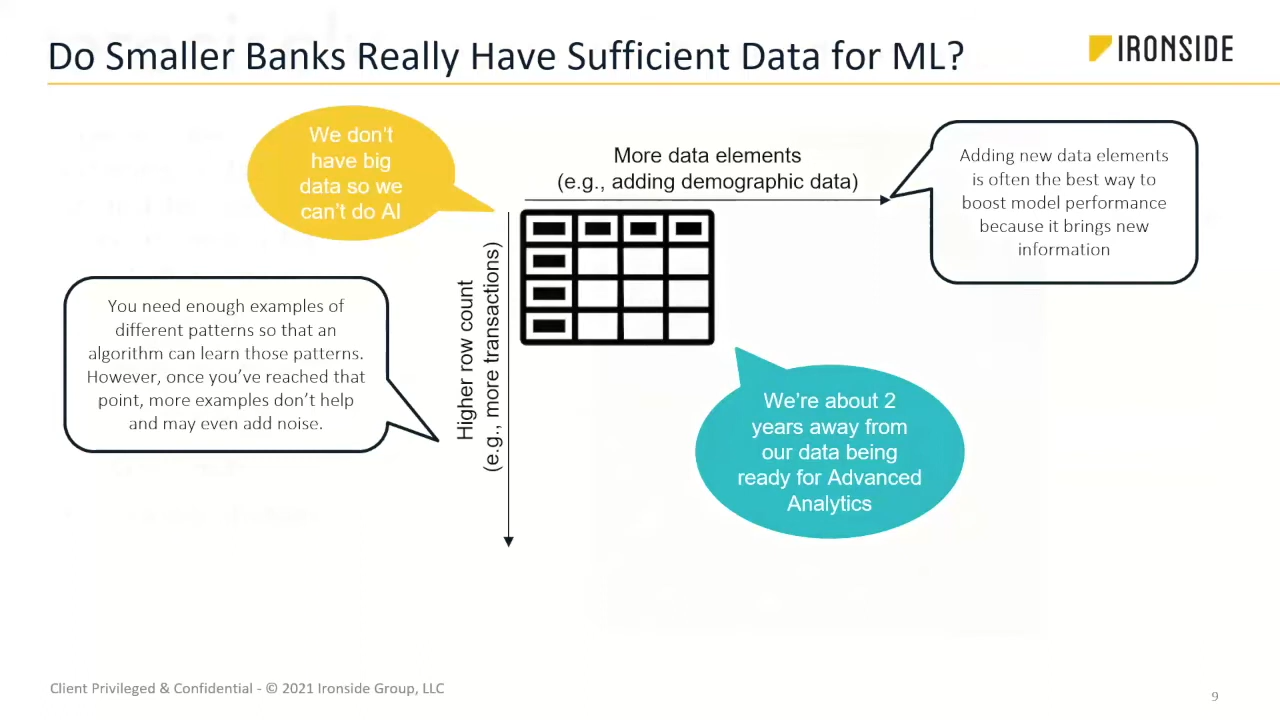 Do Smaller Banks Really Have Sufficient Data for ML?
IRONSIDE
We don't
have big
data so we
can't do AI
More data elements
(e.g., adding demographic data)
Adding new data elements
is often the best way to
boost model performance
because it brings new
information
You need enough examples of
different patterns so that an
algorithm can learn those patterns.
However, once you've reached that
point, more examples don't help
and may even add noise.
Higher row count
(e.g., more transactions)
We're about 2
years away from
our data being
ready for Advanced
Analytics
Client Privileged & Confidential - © 2021 Ironside Group, LLC
9